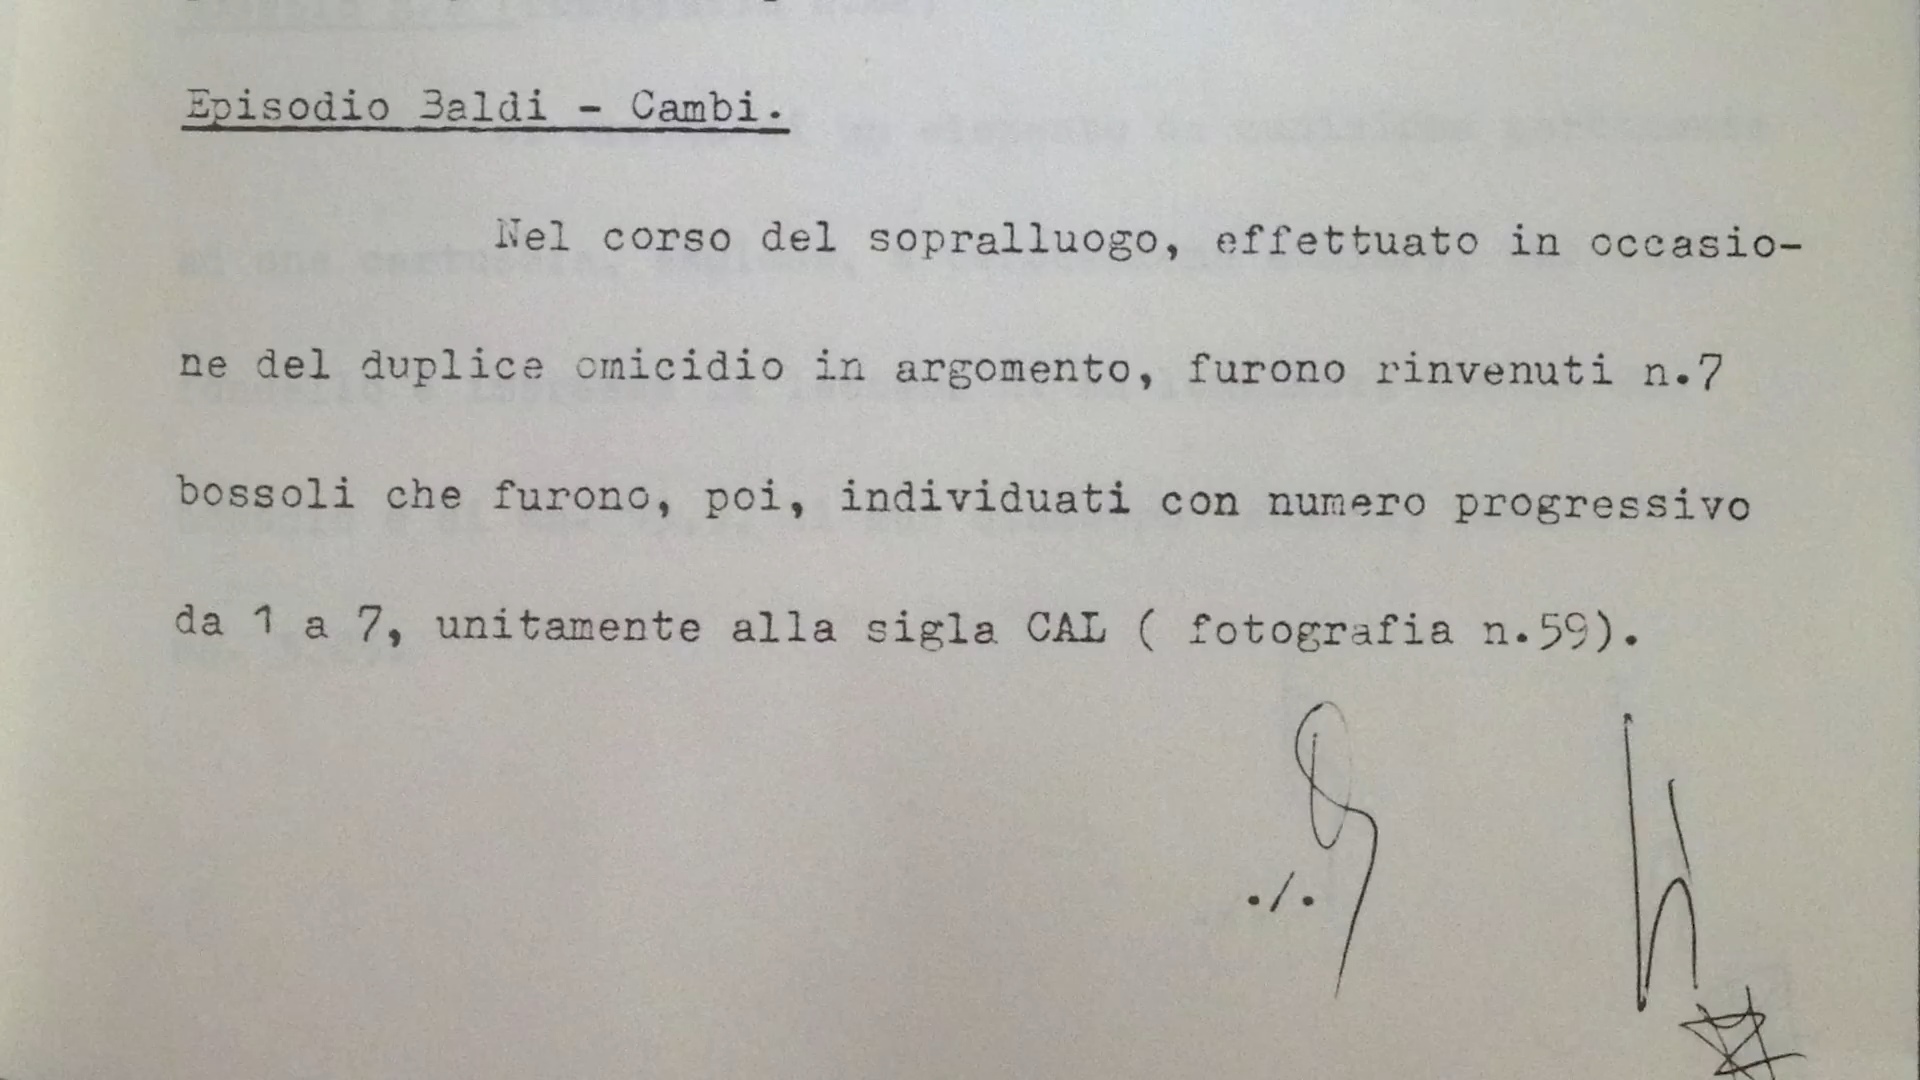 Episodio Baldi - Cambi.
Nel corso del sopralluogo, effettuato in occasio-
ne del duplice omicidio in argomento, furono rinvenuti n.7
bossoli che furono, poi, individuati con numero progressivo
da 1 a 7, unitamente alla sigla CAL ( fotografia n.59).
./.